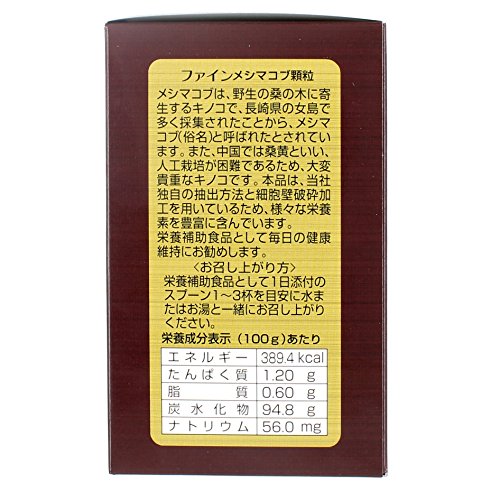 ファインメシマコブ顆粒
メシマコブは、野生の桑の木に寄
生するキノコで、長崎県の女島で
多く採集されたことから、メシマ
コブ(俗名)と呼ばれたとされて
います。また、中国では桑黄といい、
人工栽培が困難であるため、大変
貴重なキノコです。本品は、当社
独自の抽出方法と細胞壁破砕加
工を用いているため、様々な栄養
素を豊富に含んでいます。
栄養補助食品として毎日の健康
維持にお勧めします。
〈お召し上がり方〉
栄養補助食品として1日添付の
スプーン1〜3杯を目安に水ま
たはお湯と一緒にお召し上がり
ください。
栄養成分表示(100g)あたり
エネルギー 389.4 kcal
たんぱく質 1.20 g
脂質 0.60 g
炭水化物 94.8 g
ナトリウム 56.0 mg